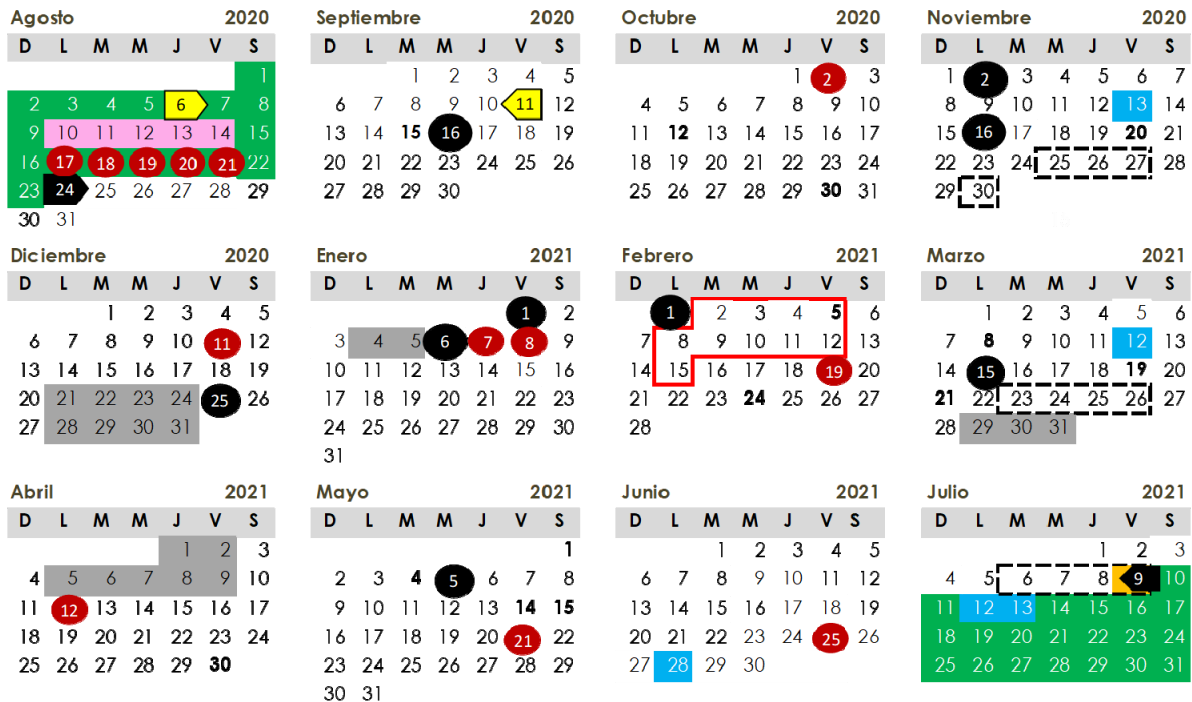 Agosto 2020
D L M M J V S
1
2 3 4 5 6 7 8
9 10 11 12 13 14 15
16 17 18 19 20 21 22
23 24 25 26 27 28 29
30 31
Septiembre 2020
D L M M J V S
1 2 3 4 5
6 7 8 9 10 11 12
13 14 15 16 17 18 19
20 21 22 23 24 25 26
27 28 29 30
Octubre 2020
D L M M J V S
1 2 3
4 5 6 7 8 9 10
11 12 13 14 15 16 17
18 19 20 21 22 23 24
25 26 27 28 29 30 31
Noviembre 2020
D L M M J V S
1 2 3 4 5 6 7
8 9 10 11 12 13 14
15 16 17 18 19 20 21
22 23 24 25 26 27 28
29 30
Diciembre 2020
D L M M J V S
1 2 3 4 5
6 7 8 9 10 11 12
13 14 15 16 17 18 19
20 21 22 23 24 25 26
27 28 29 30 31
Enero 2021
D L M M J V S
1 2
3 4 5 6 7 8 9
10 11 12 13 14 15 16
17 18 19 20 21 22 23
24 25 26 27 28 29 30
31
Febrero 2021
D L M M J V S
1 2 3 4 5 6
7 8 9 10 11 12 13
14 15 16 17 18 19 20
21 22 23 24 25 26 27
28
Marzo 2021
D L M M J V S
1 2 3 4 5 6
7 8 9 10 11 12 13
14 15 16 17 18 19 20
21 22 23 24 25 26 27
28 29 30 31
Abril 2021
D L M M J V S
1 2 3
4 5 6 7 8 9 10
11 12 13 14 15 16 17
18 19 20 21 22 23 24
25 26 27 28 29 30
Mayo 2021
D L M M J V S
1
2 3 4 5 6 7 8
9 10 11 12 13 14 15
16 17 18 19 20 21 22
23 24 25 26 27 28 29
30 31
Junio 2021
D L M M J V S
1 2 3 4 5
6 7 8 9 10 11 12
13 14 15 16 17 18 19
20 21 22 23 24 25 26
27 28 29 30
Julio 2021
D L M M J V S
1 2 3
4 5 6 7 8 9 10
11 12 13 14 15 16 17
18 19 20 21 22 23 24
25 26 27 28 29 30 31